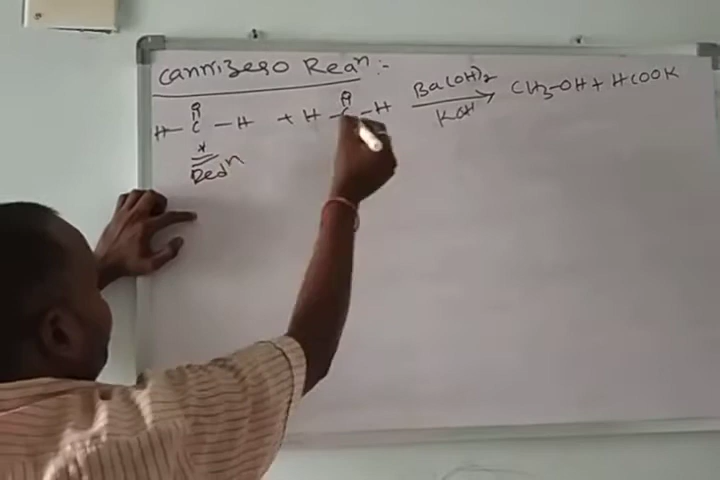 Cannizero Reaⁿ :-
O O Ba(OH)₂
H-C-H + H-C-H → CH₃-OH + HCOOK
KOH
*
Redⁿ